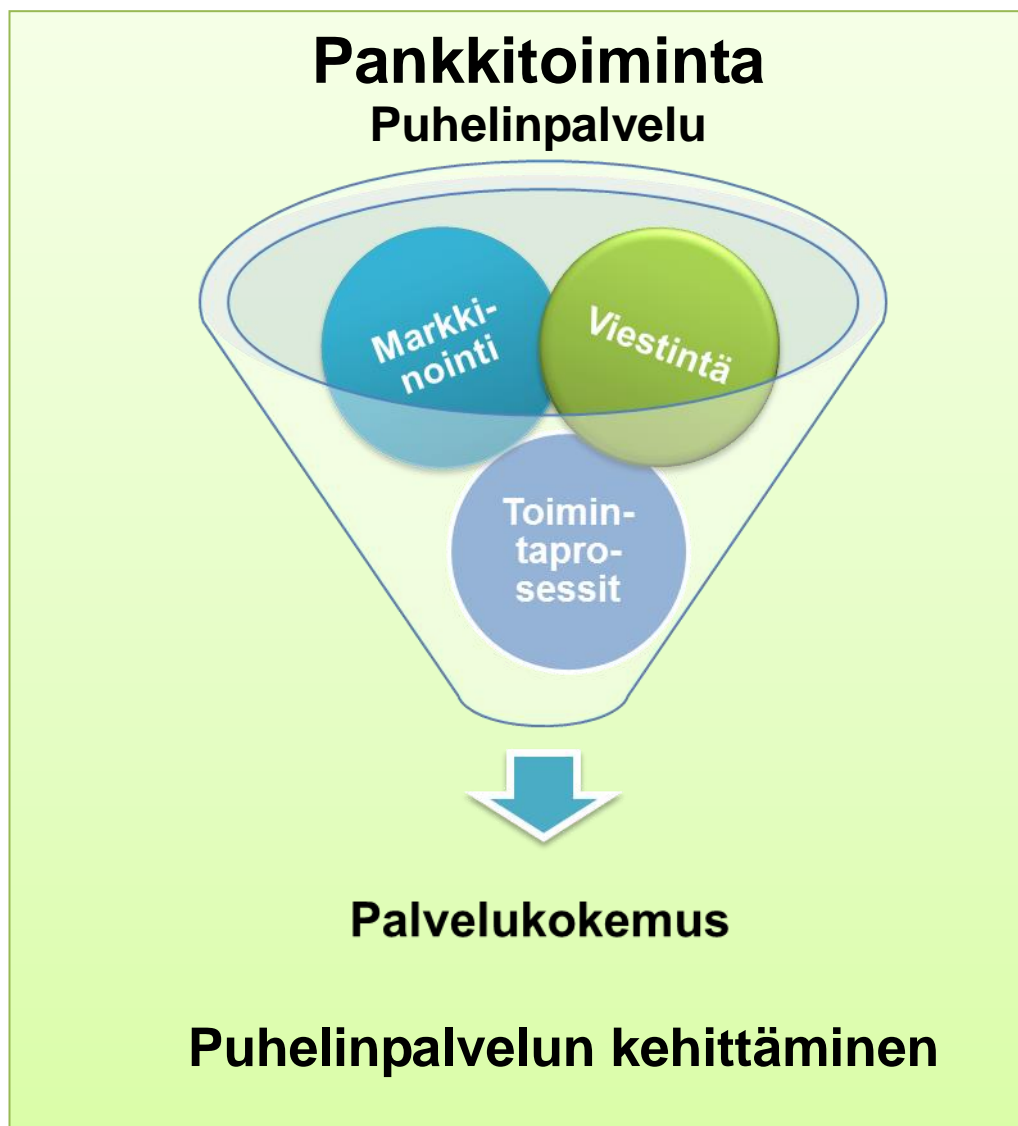 Pankkitoiminta
Puhelinpalvelu
Markki-
nointi
Viestintä
Toimin-
tapro-
sessit
Palvelukokemus
Puhelinpalvelun kehittäminen